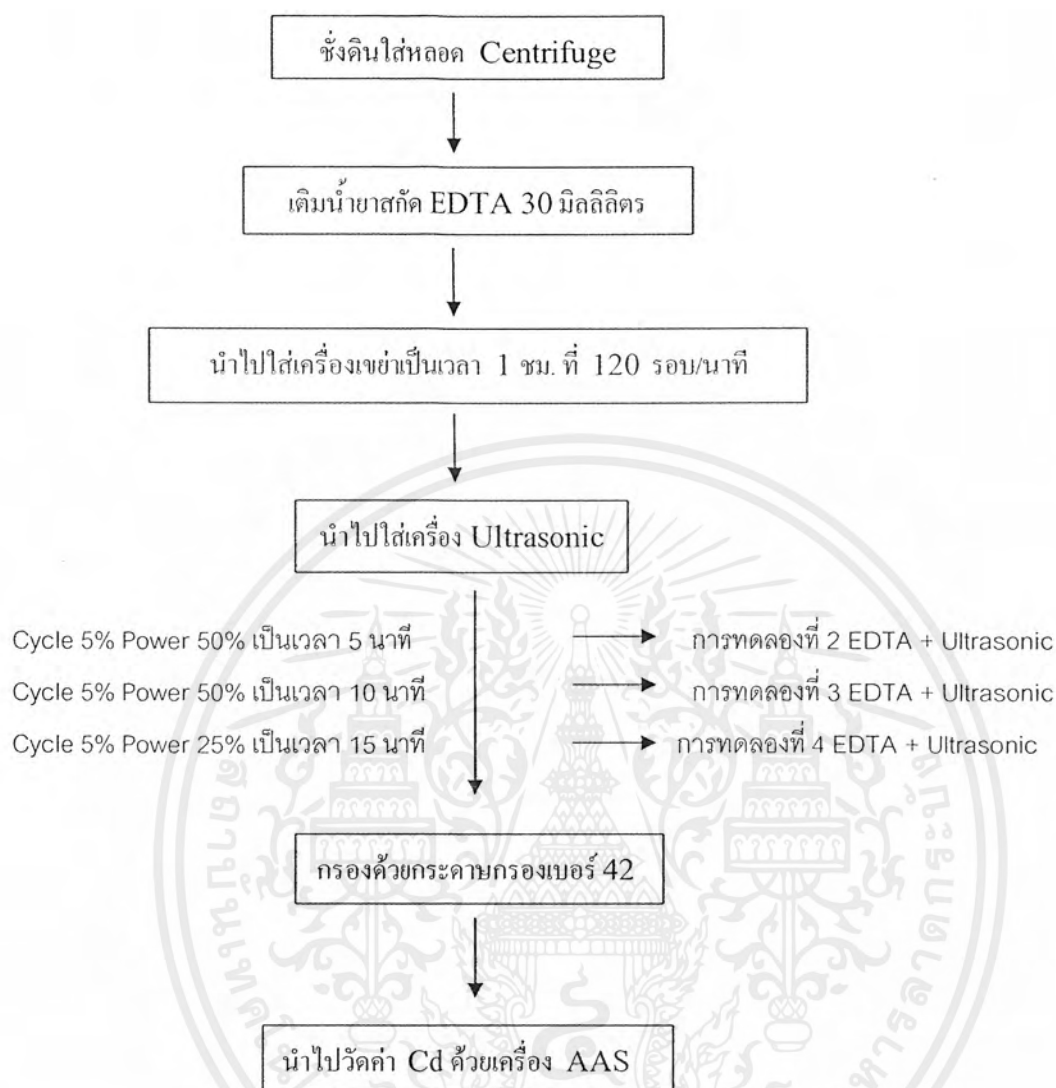 ชั่งดินใส่หลอด Centrifuge
เติมน้ำยาสกัด EDTA 30 มิลลิลิตร
นำไปใส่เครื่องเขย่าเป็นเวลา 1 ชม. ที่ 120 รอบ/นาที
นำไปใส่เครื่อง Ultrasonic
Cycle 5% Power 50% เป็นเวลา 5 นาที การทดลองที่ 2 EDTA + Ultrasonic
Cycle 5% Power 50% เป็นเวลา 10 นาที การทดลองที่ 3 EDTA + Ultrasonic
Cycle 5% Power 25% เป็นเวลา 15 นาที การทดลองที่ 4 EDTA + Ultrasonic
กรองด้วยกระดาษกรองเบอร์ 42
นำไปวัดค่า Cd ด้วยเครื่อง AAS